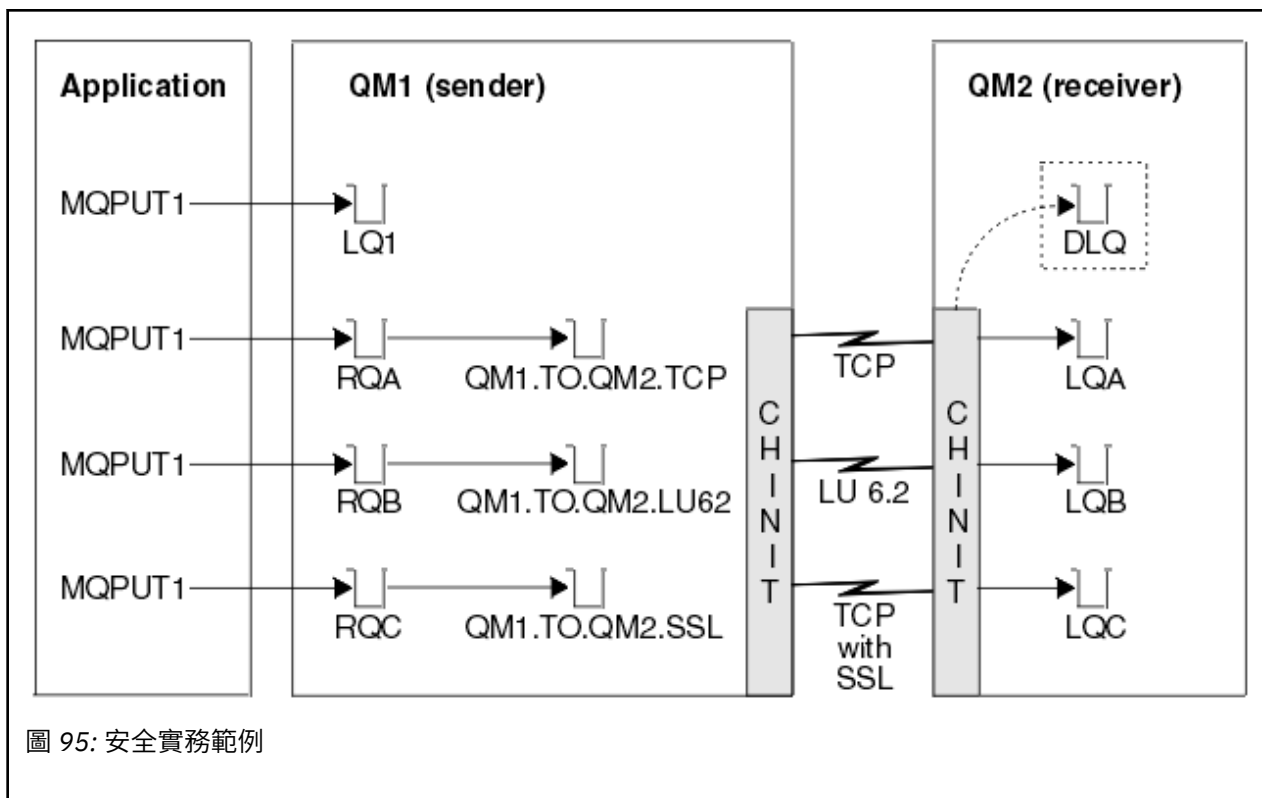 Application
QM1 (sender)
QM2 (receiver)
MQPUT1
LQ1
DLQ
MQPUT1
RQA
QM1.TO.QM2.TCP
TCP
LQA
MQPUT1
RQB
QM1.TO.QM2.LU62
LU 6.2
LQB
MQPUT1
RQC
QM1.TO.QM2.SSL
TCP
with
SSL
LQC
CHINIT
CHINIT
圖 95: 安全實務範例